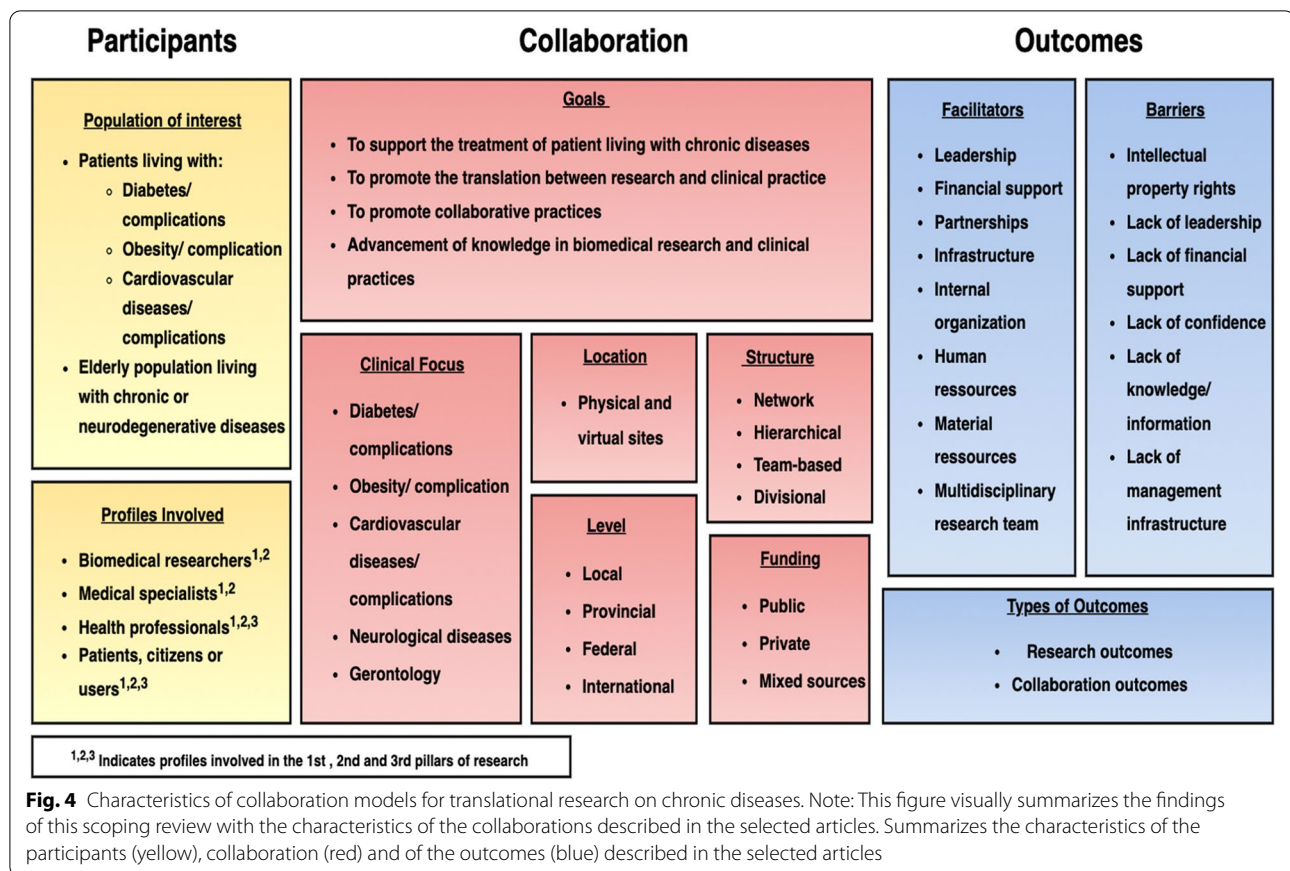 Participants
Population of interest
• Patients living with:
◦ Diabetes/
complications
◦ Obesity/ complication
◦ Cardiovascular
diseases/
complications
• Elderly population living
with chronic or
neurodegenerative diseases
Profiles Involved
• Biomedical researchers1,2
• Medical specialists1,2
• Health professionals1,2,3
• Patients, citizens or
users1,2,3
Collaboration
Goals
• To support the treatment of patient living with chronic diseases
• To promote the translation between research and clinical practice
• To promote collaborative practices
• Advancement of knowledge in biomedical research and clinical
practices
Clinical Focus
• Diabetes/
complications
• Obesity/ complication
• Cardiovascular
diseases/
complications
• Neurological diseases
• Gerontology
Location
• Physical and
virtual sites
Level
• Local
• Provincial
• Federal
• International
Structure
• Network
• Hierarchical
• Team-based
• Divisional
Funding
• Public
• Private
• Mixed sources
Outcomes
Facilitators
• Leadership
• Financial support
• Partnerships
• Infrastructure
• Internal
organization
• Human
ressources
• Material
ressources
• Multidisciplinary
research team
Barriers
• Intellectual
property rights
• Lack of leadership
• Lack of financial
support
• Lack of confidence
• Lack of
knowledge/
information
• Lack of
management
infrastructure
Types of Outcomes
• Research outcomes
• Collaboration outcomes
1,2,3 Indicates profiles involved in the 1st , 2nd and 3rd pillars of research
Fig. 4 Characteristics of collaboration models for translational research on chronic diseases. Note: This figure visually summarizes the findings
of this scoping review with the characteristics of the collaborations described in the selected articles. Summarizes the characteristics of the
participants (yellow), collaboration (red) and of the outcomes (blue) described in the selected articles